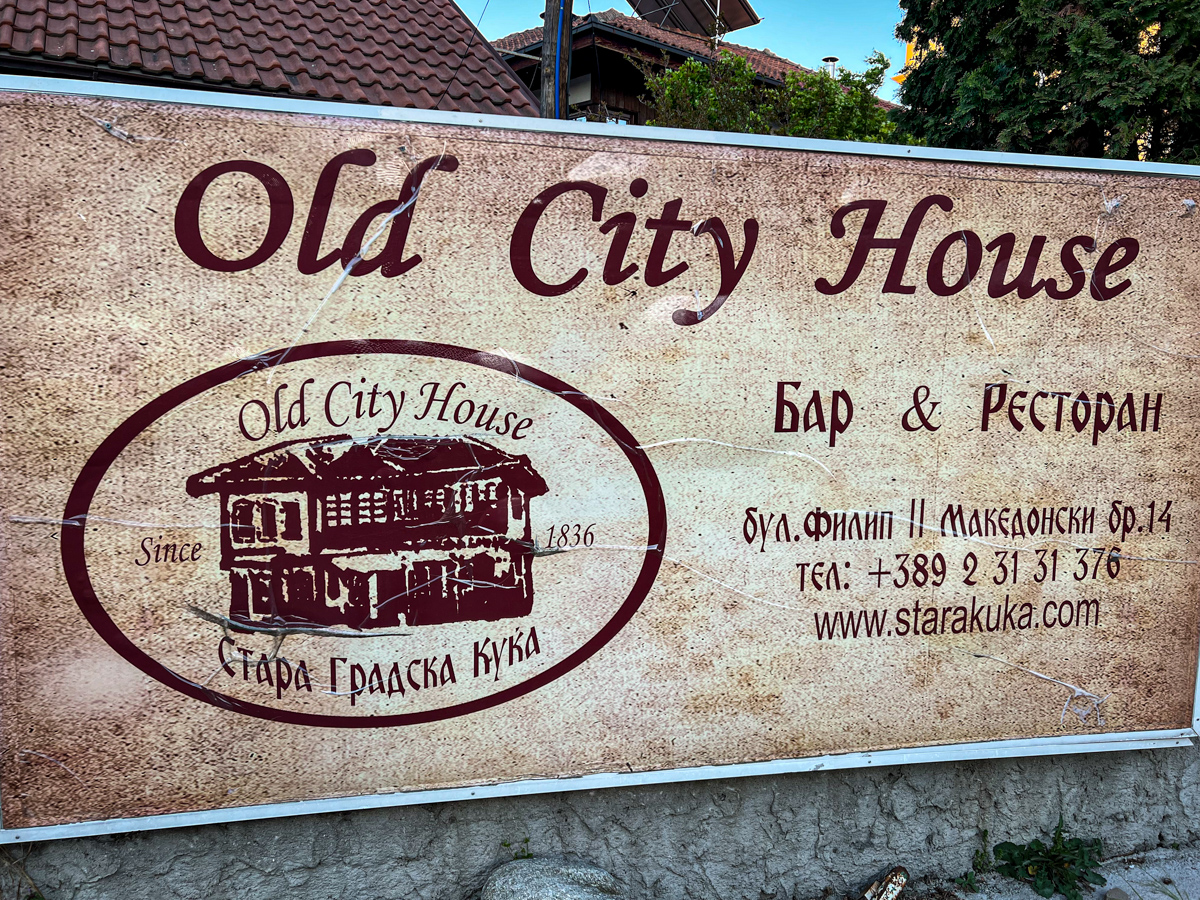 Old City House
Old City House
Since 1836
Стара Градска Куќа
Бар & Ресторан
бул.Филип II Македонски бр.14
тел: +389 2 31 31 376
www.starakuka.com